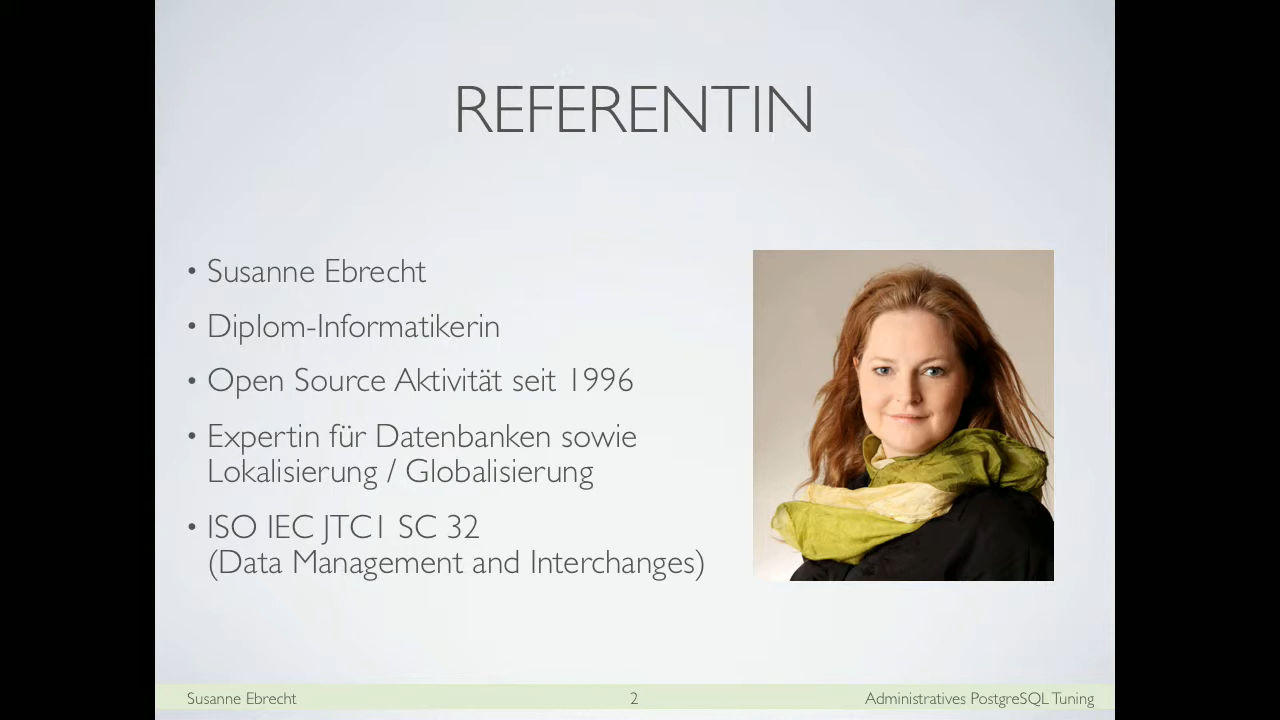 REFERENTIN
• Susanne Ebrecht
• Diplom-Informatikerin
• Open Source Aktivität seit 1996
• Expertin für Datenbanken sowie
Lokalisierung / Globalisierung
• ISO IEC JTC1 SC 32
(Data Management and Interchanges)
Susanne Ebrecht
2
Administratives PostgreSQL Tuning